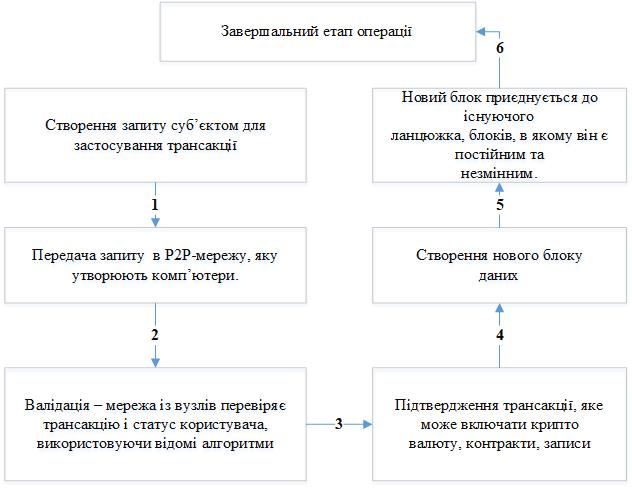 Завершальний етап операції
6
Створення запиту суб’єктом для
застосування трансакції
Новий блок приєднується до
існуючого
ланцюжка, блоків, в якому він є
постійним та
незмінним.
1
5
Передача запиту в P2P-мережу, яку
утворюють комп’ютери.
Створення нового блоку
даних
2
4
Валідація – мережа із вузлів перевіряє
трансакцію і статус користувача,
використовуючи відомі алгоритми
3
Підтвердження трансакції, яке
може включати крипто
валюту, контракти, записи